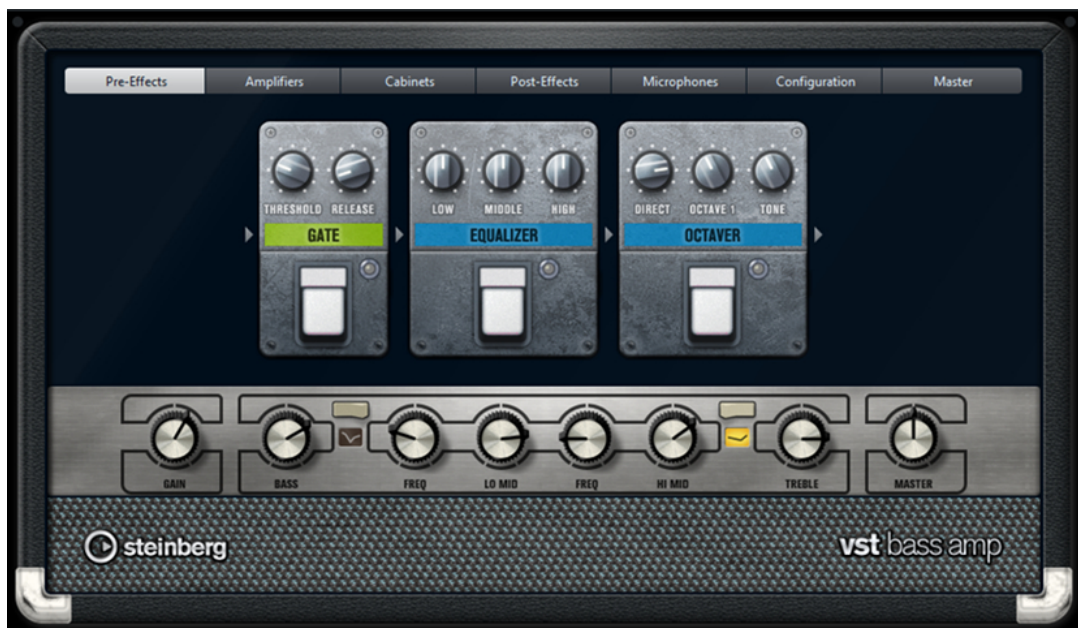 Pre-Effects Amplifiers Cabinets Post-Effects Microphones Configuration Master
THRESHOLD RELEASE
GATE
LOW MIDDLE HIGH
EQUALIZER
DIRECT OCTAVE 1 TONE
OCTAVER
GAIN BASS FREQ LO MID FREQ HI MID TREBLE MASTER
steinberg
vst bass amp